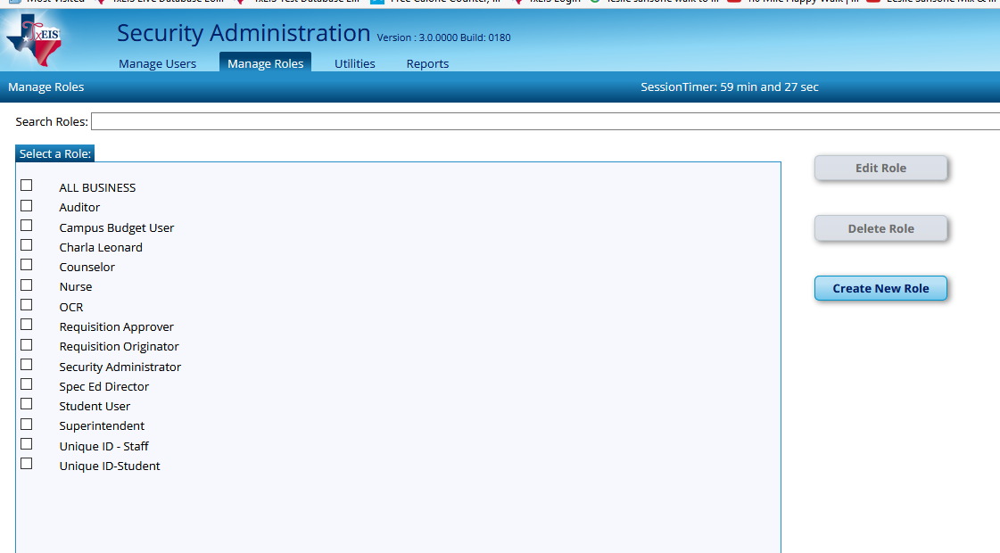 TxEIS
Security Administration Version : 3.0.0000 Build: 0180
Manage Users Manage Roles Utilities Reports
Manage Roles SessionTimer: 59 min and 27 sec
Search Roles:
Select a Role:
Edit Role
Delete Role
Create New Role
ALL BUSINESS
Auditor
Campus Budget User
Charla Leonard
Counselor
Nurse
OCR
Requisition Approver
Requisition Originator
Security Administrator
Spec Ed Director
Student User
Superintendent
Unique ID - Staff
Unique ID-Student